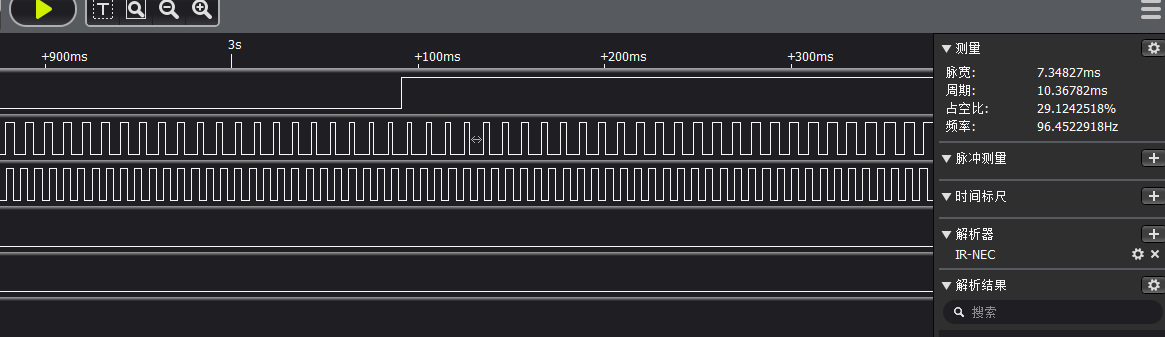 T
3s
+900ms +100ms +200ms +300ms
测量
脉宽: 7.34827ms
周期: 10.36782ms
占空比: 29.1242518%
频率: 96.4522918Hz
脉冲测量
时间标尺
解析器
IR-NEC
解析结果
搜索